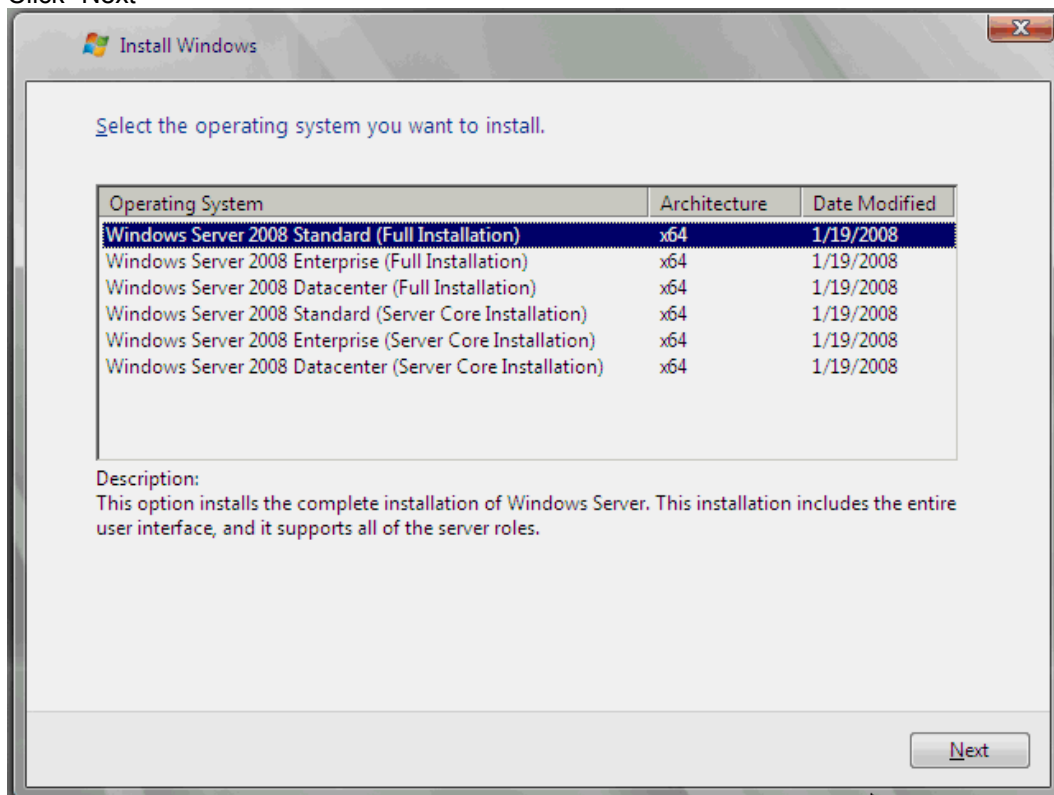 Click "Next"
Install Windows
Select the operating system you want to install.
Operating System Architecture Date Modified
Windows Server 2008 Standard (Full Installation) x64 1/19/2008
Windows Server 2008 Enterprise (Full Installation) x64 1/19/2008
Windows Server 2008 Datacenter (Full Installation) x64 1/19/2008
Windows Server 2008 Standard (Server Core Installation) x64 1/19/2008
Windows Server 2008 Enterprise (Server Core Installation) x64 1/19/2008
Windows Server 2008 Datacenter (Server Core Installation) x64 1/19/2008
Description:
This option installs the complete installation of Windows Server. This installation includes the entire
user interface, and it supports all of the server roles.
Next